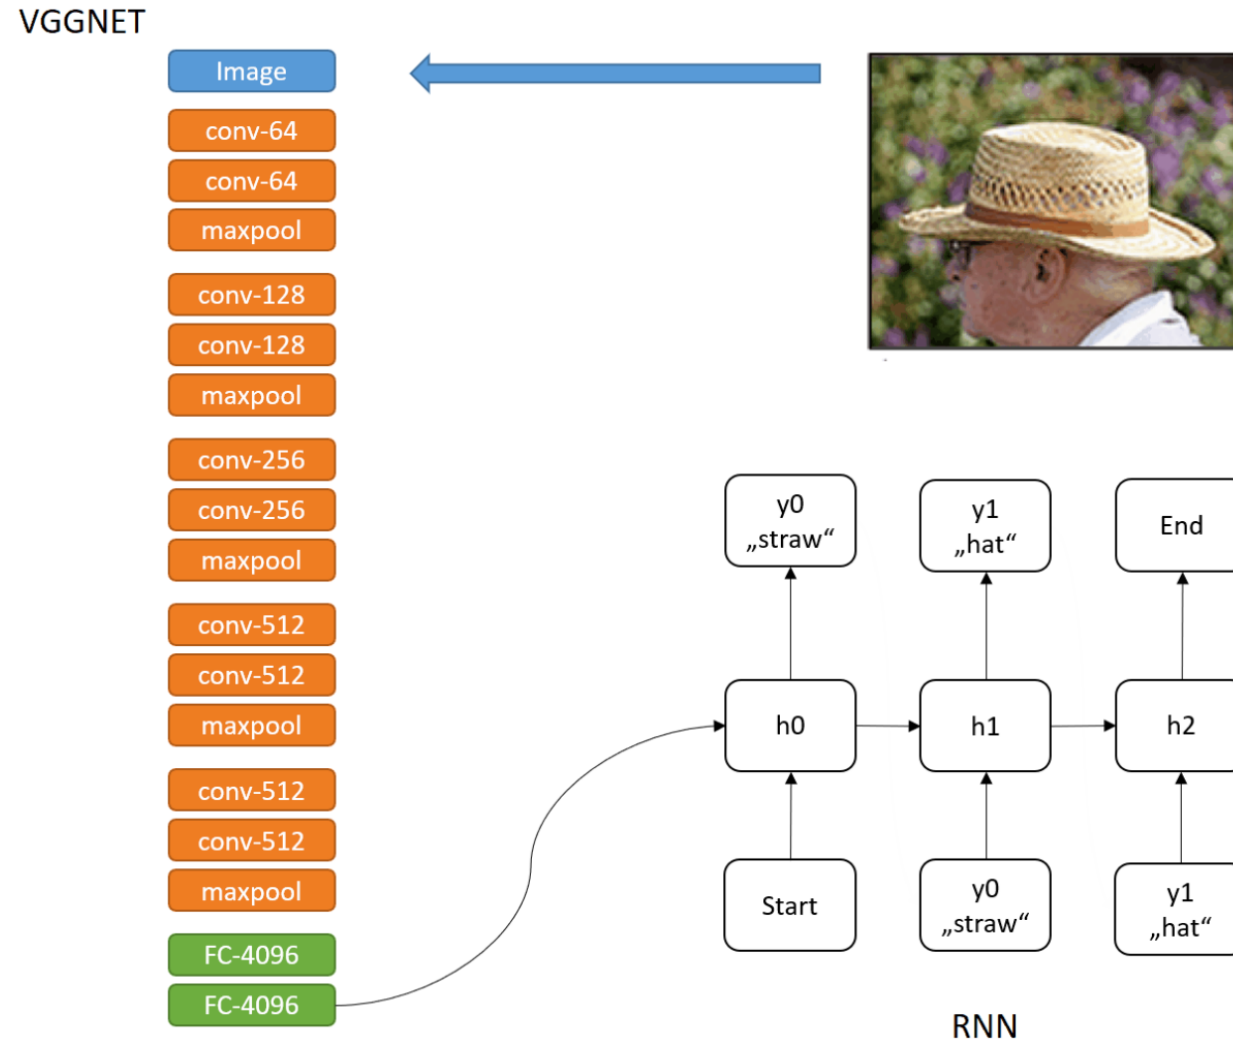 VGGNET
Image
conv-64
conv-64
maxpool
conv-128
conv-128
maxpool
conv-256
conv-256
maxpool
conv-512
conv-512
maxpool
conv-512
conv-512
maxpool
FC-4096
FC-4096
y0
„straw“
y1
„hat“
End
h0
h1
h2
Start
y0
„straw“
y1
„hat“
RNN